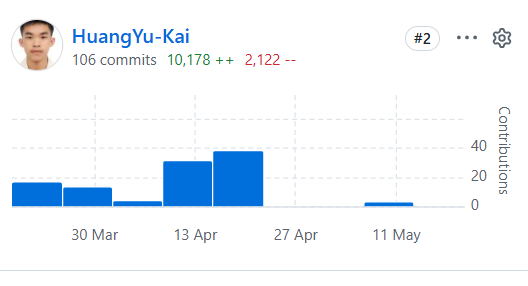 HuangYu-Kai
#2
106 commits 10,178 ++ 2,122 --
Contributions
40
20
0
30 Mar 13 Apr 27 Apr 11 May